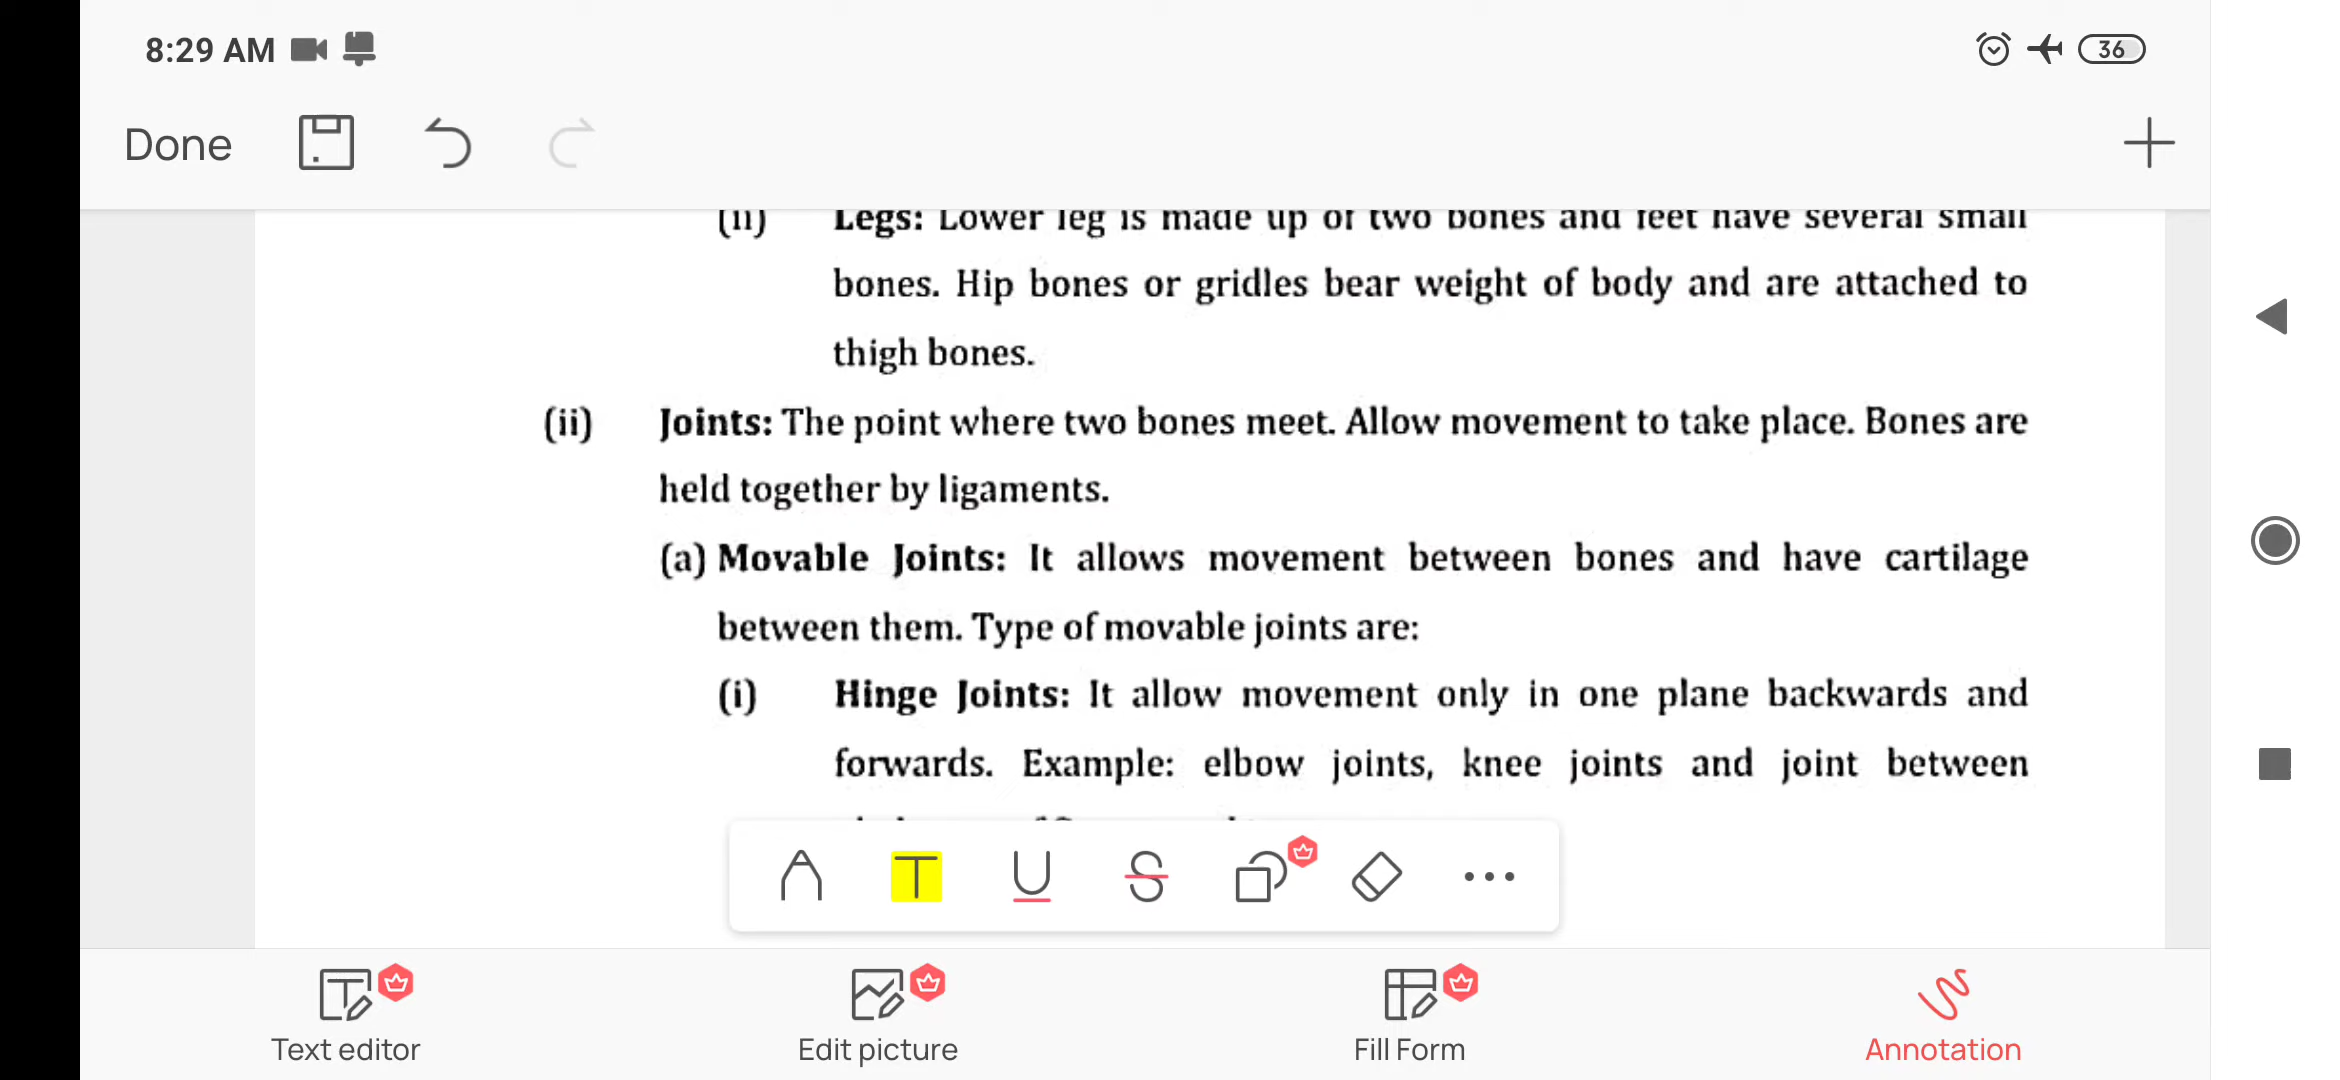 8:29 AM
36
Done
(ii) Legs: Lower leg is made up of two bones and feet have several small
bones. Hip bones or gridles bear weight of body and are attached to
thigh bones.
(ii) Joints: The point where two bones meet. Allow movement to take place. Bones are
held together by ligaments.
(a) Movable Joints: It allows movement between bones and have cartilage
between them. Type of movable joints are:
(i) Hinge Joints: It allow movement only in one plane backwards and
forwards. Example: elbow joints, knee joints and joint between
T U S
Text editor
Edit picture
Fill Form
Annotation